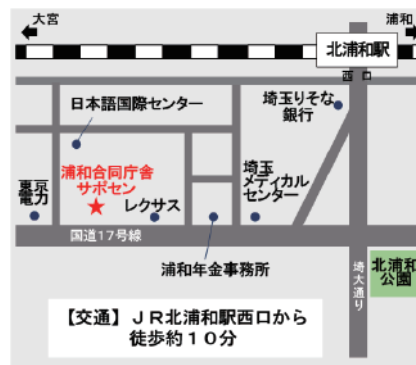 大宮
浦和
北浦和駅
西口
日本語国際センター
埼玉りそな
銀行
浦和合同庁舎
サポセン
東京
電力
レクサス
埼玉
メディカル
センター
国道17号線
浦和年金事務所
埼大通り
北浦和
公園
【交通】ＪＲ北浦和駅西口から
徒歩約１０分